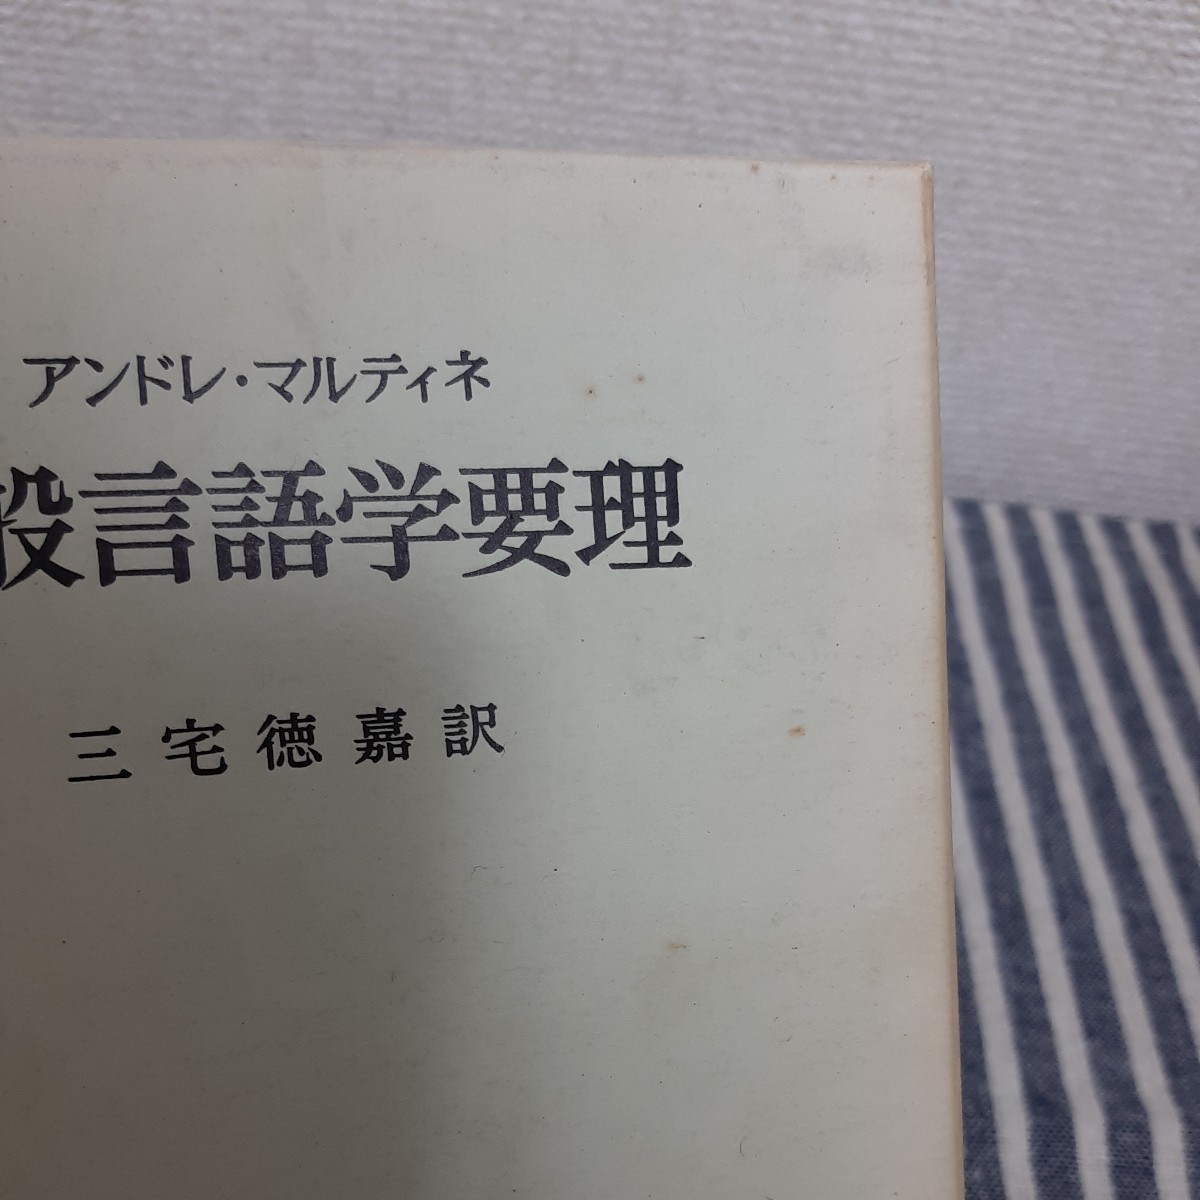 アンドレ・マルティネ
般言語学要理
三宅徳嘉訳